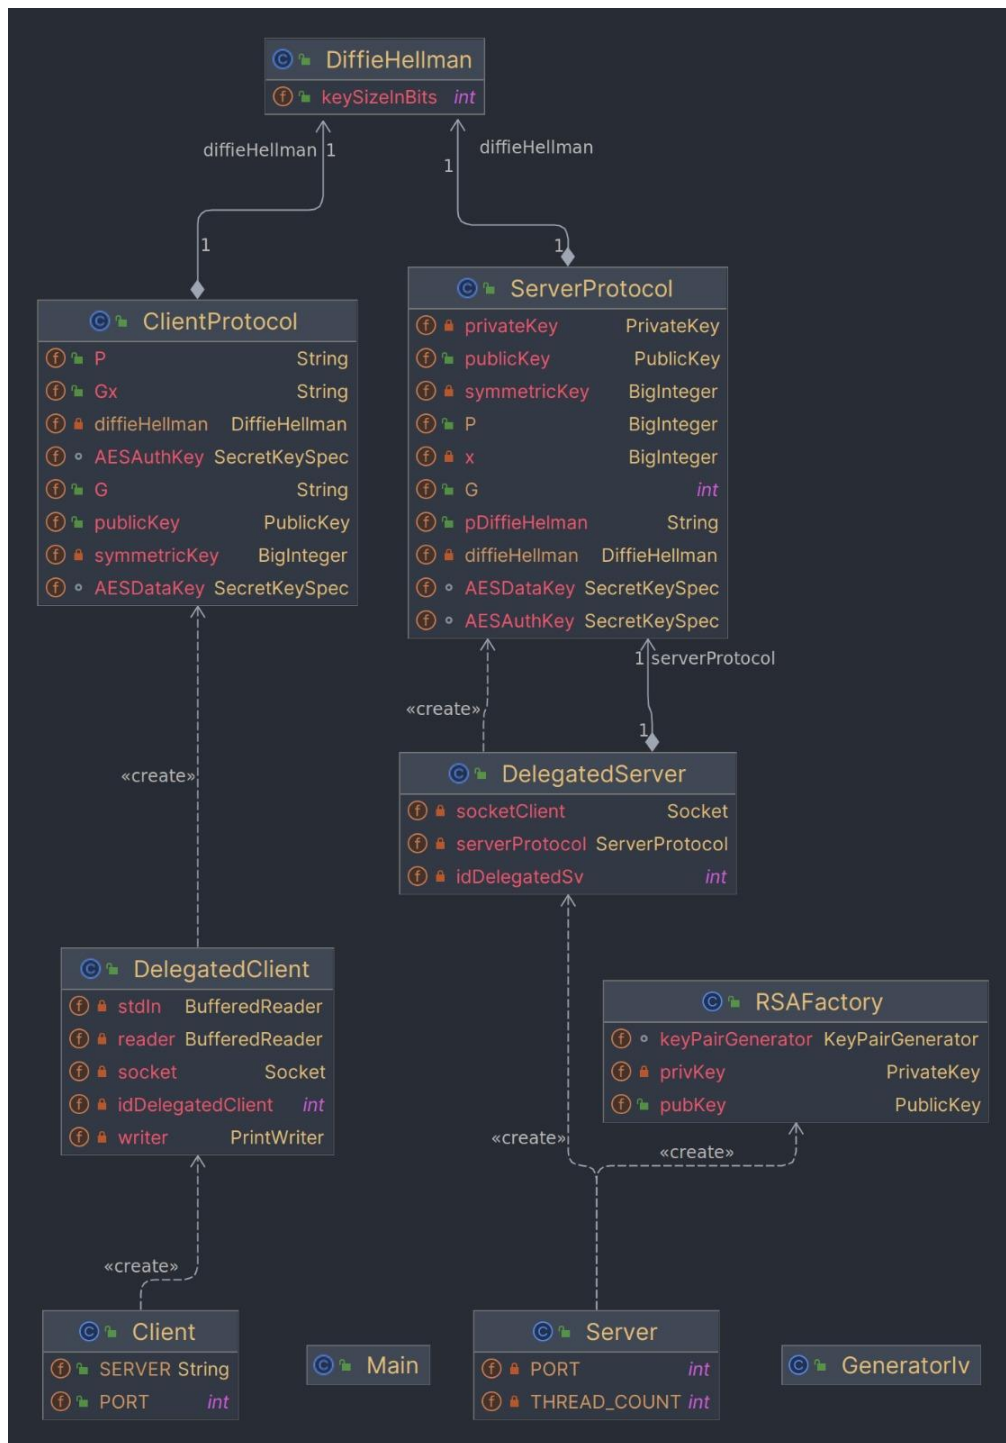 DiffieHellman
keySizeInBits int
diffieHellman 1
1 diffieHellman
1
1
ClientProtocol
P String
Gx String
diffieHellman DiffieHellman
AESAuthKey SecretKeySpec
G String
publicKey PublicKey
symmetricKey BigInteger
AESDataKey SecretKeySpec
ServerProtocol
privateKey PrivateKey
publicKey PublicKey
symmetricKey BigInteger
P BigInteger
x BigInteger
G int
pDiffieHelman String
diffieHellman DiffieHellman
AESDataKey SecretKeySpec
AESAuthKey SecretKeySpec
1 serverProtocol
«create»
1
«create»
DelegatedServer
socketClient Socket
serverProtocol ServerProtocol
idDelegatedSv int
DelegatedClient
stdIn BufferedReader
reader BufferedReader
socket Socket
idDelegatedClient int
writer PrintWriter
RSAFactory
keyPairGenerator KeyPairGenerator
privKey PrivateKey
pubKey PublicKey
«create»
«create»
«create»
Client
SERVER String
PORT int
Main
Server
PORT int
THREAD_COUNT int
GeneratorIv